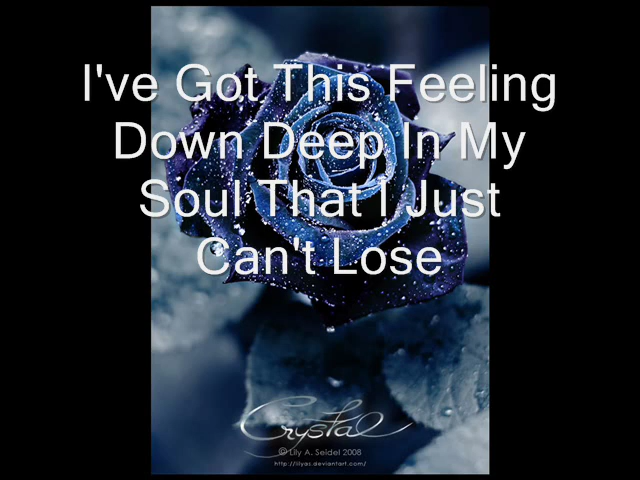 I've Got This Feeling
Down Deep In My
Soul That I Just
Can't Lose
Crystal
© Lily A. Seidel 2008
http://lilyas.deviantart.com/